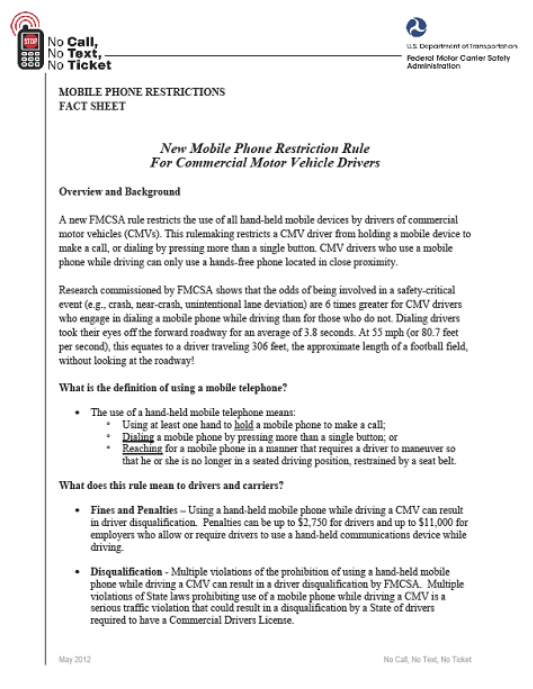 STOP
No Call,
No Text,
No Ticket
U.S. Department of Transportation
Federal Motor Carrier Safety
Administration
MOBILE PHONE RESTRICTIONS
FACT SHEET
New Mobile Phone Restriction Rule
For Commercial Motor Vehicle Drivers
Overview and Background
A new FMCSA rule restricts the use of all hand-held mobile devices by drivers of commercial
motor vehicles (CMVs). This rulemaking restricts a CMV driver from holding a mobile device to
make a call, or dialing by pressing more than a single button. CMV drivers who use a mobile
phone while driving can only use a hands-free phone located in close proximity.
Research commissioned by FMCSA shows that the odds of being involved in a safety-critical
event (e.g., crash, near-crash, unintentional lane deviation) are 6 times greater for CMV drivers
who engage in dialing a mobile phone while driving than for those who do not. Dialing drivers
took their eyes off the forward roadway for an average of 3.8 seconds. At 55 mph (or 80.7 feet
per second), this equates to a driver traveling 306 feet, the approximate length of a football field,
without looking at the roadway!
What is the definition of using a mobile telephone?
• The use of a hand-held mobile telephone means:
° Using at least one hand to hold a mobile phone to make a call;
° Dialing a mobile phone by pressing more than a single button; or
° Reaching for a mobile phone in a manner that requires a driver to maneuver so
that he or she is no longer in a seated driving position, restrained by a seat belt.
What does this rule mean to drivers and carriers?
• Fines and Penalties – Using a hand-held mobile phone while driving a CMV can result
in driver disqualification. Penalties can be up to $2,750 for drivers and up to $11,000 for
employers who allow or require drivers to use a hand-held communications device while
driving.
• Disqualification - Multiple violations of the prohibition of using a hand-held mobile
phone while driving a CMV can result in a driver disqualification by FMCSA. Multiple
violations of State laws prohibiting use of a mobile phone while driving a CMV is a
serious traffic violation that could result in a disqualification by a State of drivers
required to have a Commercial Drivers License.
May 2012
No Call, No Text, No Ticket